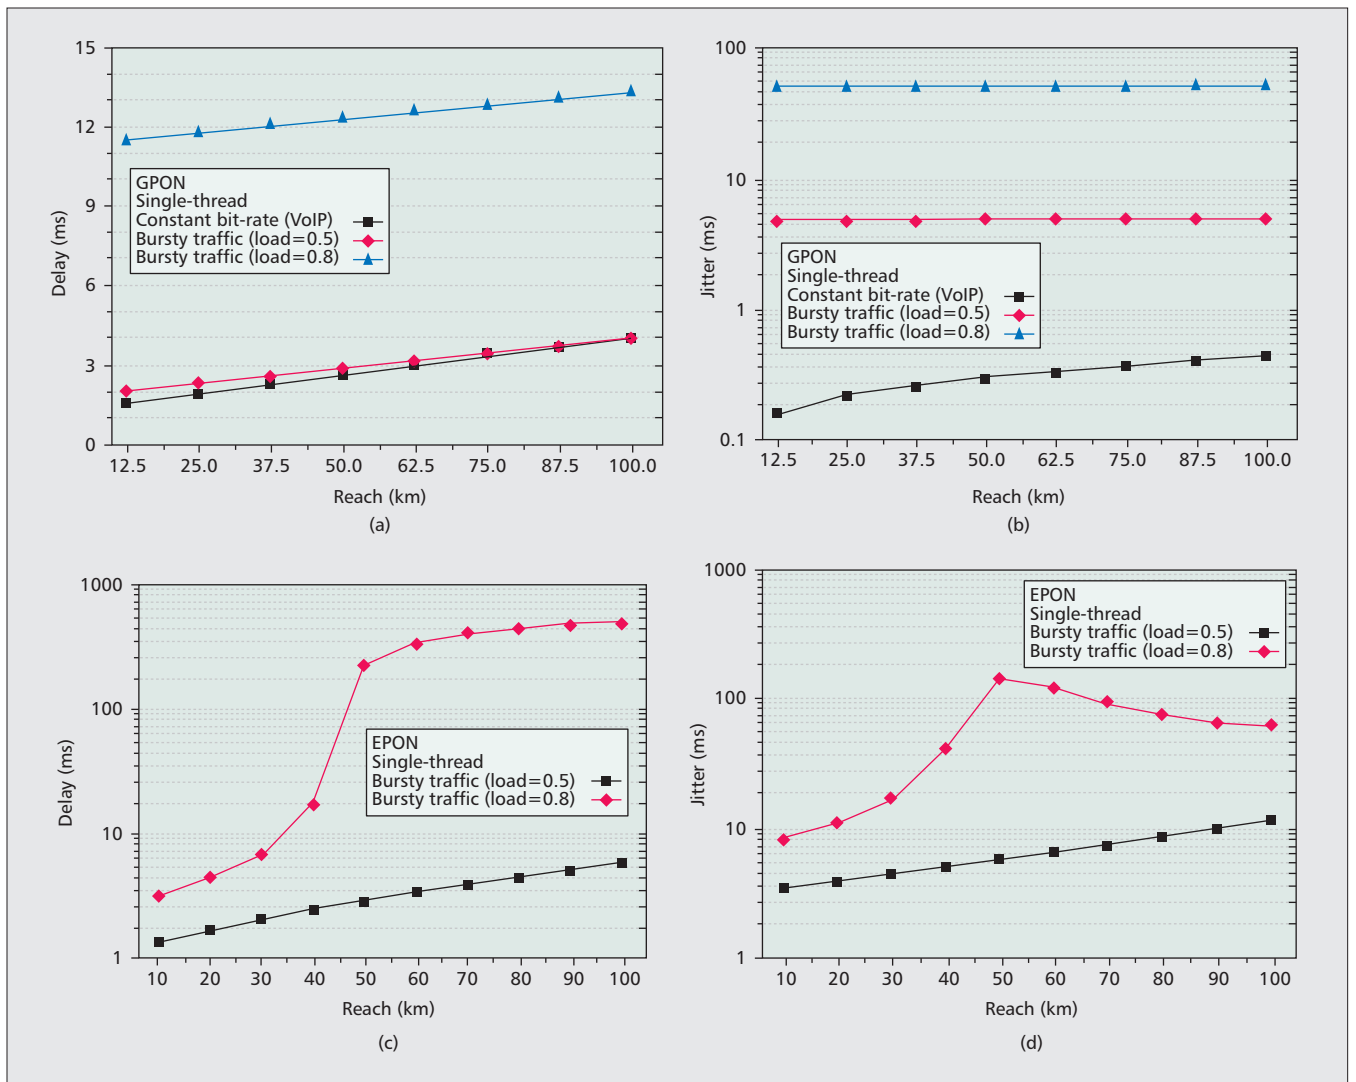 15
12
9
6
3
0
Delay (ms)
GPON
Single-thread
Constant bit-rate (VoIP)
Bursty traffic (load=0.5)
Bursty traffic (load=0.8)
12.5 25.0 37.5 50.0 62.5 75.0 87.5 100.0
Reach (km)
(a)
100
10
1
0.1
Jitter (ms)
GPON
Single-thread
Constant bit-rate (VoIP)
Bursty traffic (load=0.5)
Bursty traffic (load=0.8)
12.5 25.0 37.5 50.0 62.5 75.0 87.5 100.0
Reach (km)
(b)
1000
100
10
1
Delay (ms)
EPON
Single-thread
Bursty traffic (load=0.5)
Bursty traffic (load=0.8)
10 20 30 40 50 60 70 80 90 100
Reach (km)
(c)
1000
100
10
1
Jitter (ms)
EPON
Single-thread
Bursty traffic (load=0.5)
Bursty traffic (load=0.8)
10 20 30 40 50 60 70 80 90 100
Reach (km)
(d)